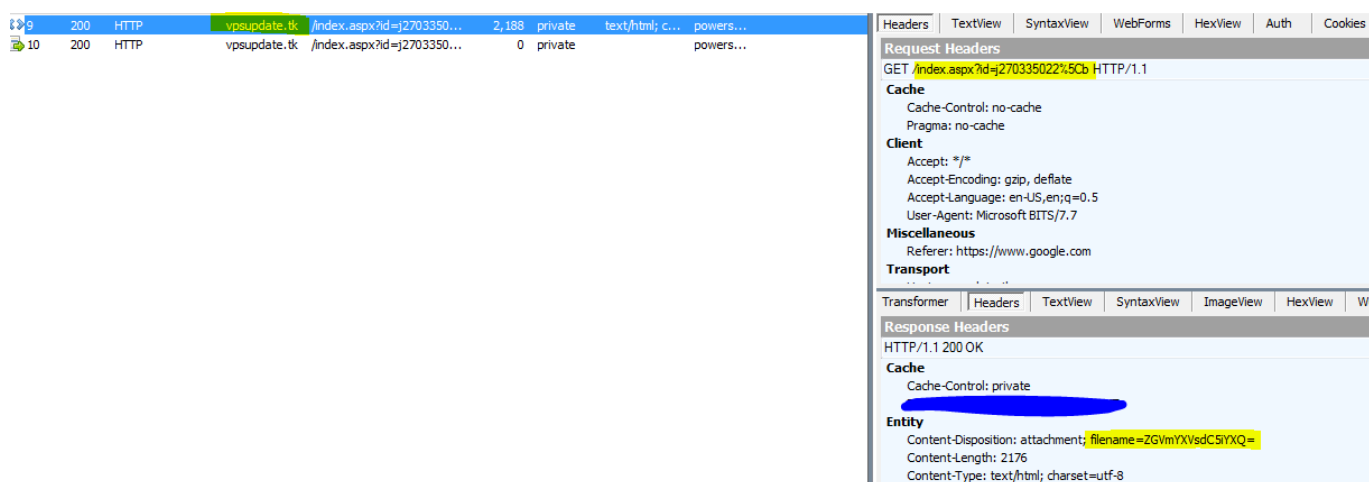 9 200 HTTP vpsupdate.tk /index.aspx?id=j2703350... 2,188 private text/html; c... powers...
10 200 HTTP vpsupdate.tk /index.aspx?id=j2703350... 0 private powers...
Headers TextView SyntaxView WebForms HexView Auth Cookies
Request Headers
GET /index.aspx?id=j270335022%5Cb HTTP/1.1
Cache
Cache-Control: no-cache
Pragma: no-cache
Client
Accept: */*
Accept-Encoding: gzip, deflate
Accept-Language: en-US,en;q=0.5
User-Agent: Microsoft BITS/7.7
Miscellaneous
Referer: https://www.google.com
Transport
Transformer Headers TextView SyntaxView ImageView HexView W
Response Headers
HTTP/1.1 200 OK
Cache
Cache-Control: private
Entity
Content-Disposition: attachment; filename=ZGVmYXVsdC5iYXQ=
Content-Length: 2176
Content-Type: text/html; charset=utf-8